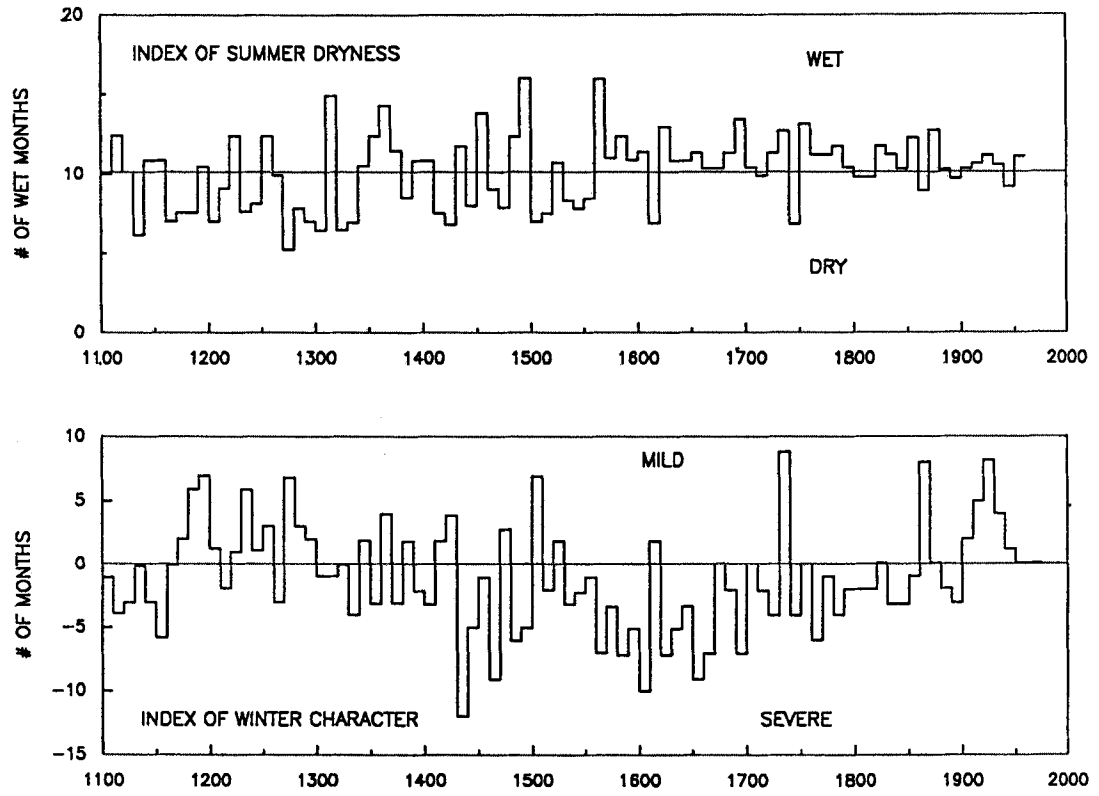 20
INDEX OF SUMMER DRYNESS
WET
15
# OF WET MONTHS
10
DRY
0
1100 1200 1300 1400 1500 1600 1700 1800 1900 2000
10
MILD
5
# OF MONTHS
0
-5
-10
INDEX OF WINTER CHARACTER
SEVERE
-15
1100 1200 1300 1400 1500 1600 1700 1800 1900 2000